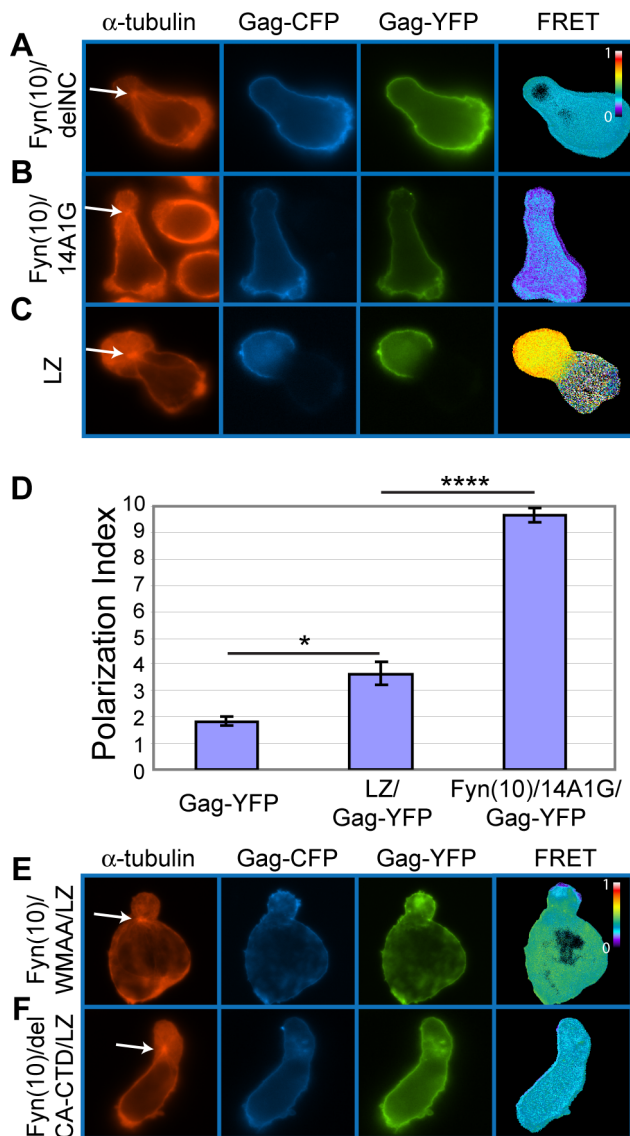 α-tubulin Gag-CFP Gag-YFP FRET
A
Fyn(10)/
delNC
1
0
B
Fyn(10)/
14A1G
C
LZ
D
Polarization Index
10
9
8
7
6
5
4
3
2
1
0
*
****
Gag-YFP
LZ/
Gag-YFP
Fyn(10)/14A1G/
Gag-YFP
α-tubulin Gag-CFP Gag-YFP FRET
E
Fyn(10)/
WMAA/LZ
1
0
F
Fyn(10)/del
CA-CTD/LZ